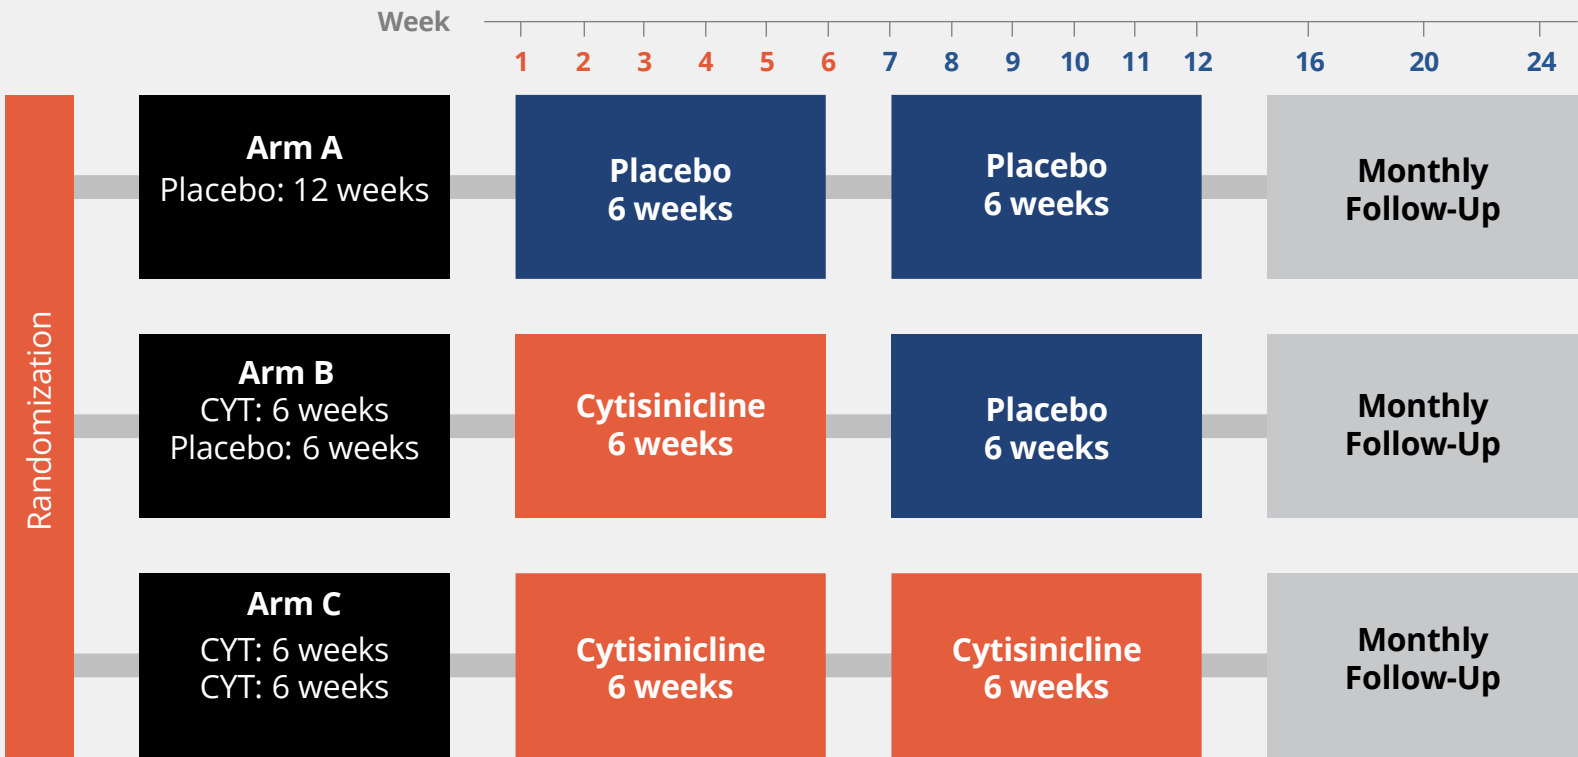 Week
1 2 3 4 5 6 7 8 9 10 11 12 16 20 24
Randomization
Arm A
Placebo: 12 weeks
Placebo
6 weeks
Placebo
6 weeks
Monthly
Follow-Up
Arm B
CYT: 6 weeks
Placebo: 6 weeks
Cytisinicline
6 weeks
Placebo
6 weeks
Monthly
Follow-Up
Arm C
CYT: 6 weeks
CYT: 6 weeks
Cytisinicline
6 weeks
Cytisinicline
6 weeks
Monthly
Follow-Up